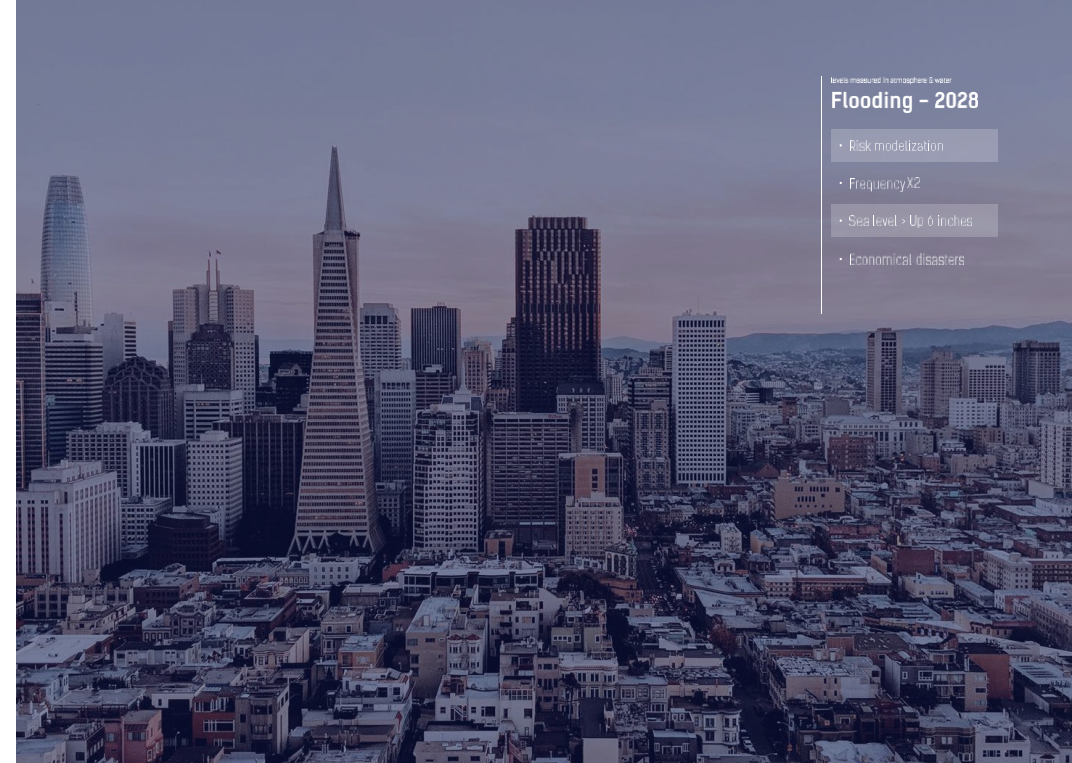 levels measured in atmosphere & water
Flooding - 2028
• Risk modelization
• Frequency X2
• Sea level > Up 6 inches
• Economical disasters